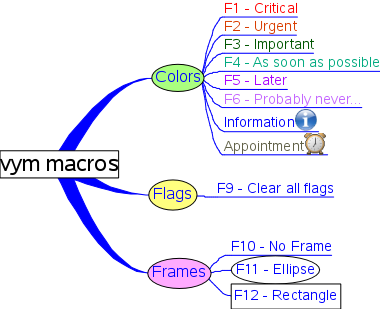 F1 - Critical
F2 - Urgent
F3 - Important
F4 - As soon as possible
Colors
F5 - Later
F6 - Probably never...
Information
Appointment
vym macros
Flags
F9 - Clear all flags
F10 - No Frame
Frames
F11 - Ellipse
F12 - Rectangle